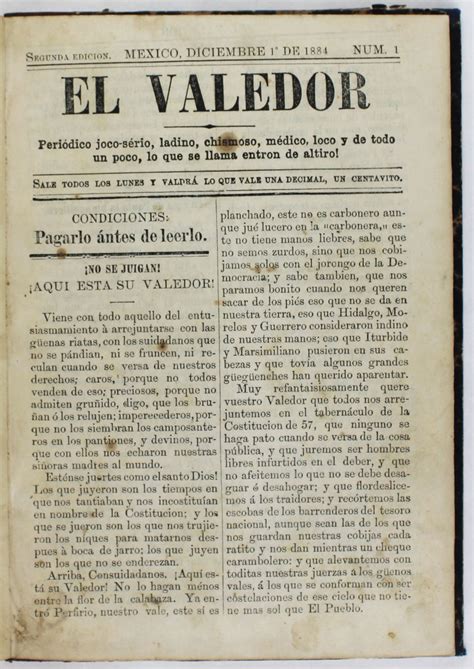 SEGUNDA EDICION. MEXICO, DICIEMBRE 1º DE 1884 NUM. 1
EL VALEDOR
Periódico joco-sério, ladino, chismoso, médico, loco y de todo
un poco, lo que se llama entron de altiro!
SALE TODOS LOS LUNES Y VALDRÁ LO QUE VALE UNA DECIMAL, UN CENTAVITO.
CONDICIONES:
Pagarlo ántes de leerlo.
¡NO SE JUIGAN!
¡AQUI ESTA SU VALEDOR!
Viene con todo aquello del entu-
siasmamiento à arrejuntarse con las
güenas riatas, con los suidadanos que
no se pándian, ni se fruncen, ni re-
culan cuando se versa de nuestros
derechos; caros, porque no todos
venden de eso; preciosos, porque no
admiten gruñido, digo, que los bru-
ñan ó los relujen; imperecederos, por-
que no los siembran los camposante-
ros en los pantiones, y devinos, por-
que con ellos nos echaron nuestras
siñoras madres al mundo.
Esténse juertes como el santo Dios!
Los que juyeron son los tiempos en
que nos tantiaban y nos incostituian
en nombre de la Costitucion; y los
que se jueron son los que nos trujie-
ron los niques para matarnos des-
pues à boca de jarro; los que juyen
son los que no se enderezan.
Arriba, Consuidadanos. ¡Aquí es-
tá su Valedor! No lo hagan ménos
entre la flor de la calabaza Ya en-
tró Perfirio, nuestro vale, este sí es
planchado, este no es carbonero aun-
que jué lucero en la «carbonera,» es-
te no tiene manos liebres, sabe que
no semos zurdos, sino que nos cobi-
jamos solos con el jorongo de la De-
mocracia; y sabe tambien, que nos
paramos bonito cuando nos queren
sacar de los piós eso que no se da en
nuestra tierra, eso que Hidalgo, Mo-
relos y Guerrero consideraron indino
de nuestras manos; eso que Iturbide
y Marsimiliano pusieron en sus ca-
bezas y que todavia algunos grandes
güegüenches han querido aparentar.
Muy refantaisiosamente quere
vuestro Valedor que todos nos arre-
juntemos en el tabernáculo de la
Costitucion de 57, que ninguno se
haga pato cuando se versa de la cosa
pública, y que juremos ser hombres
libres infurtidos en el deber, y que
no afeitemos lo que no se debe desa-
guar é desahogar; y que flordeslice-
mos á los traidores; y recórtemos las
escobas de los barrenderos del tesoro
nacional, aunque sean las de los que
nos guardan nuestras cobijas cada
ratito y nos dan mientras un cheque
carambolero: y que alevantemos con
toditas nuestras juerzas á los güenos
vales, á los que se conforman con ser
còstelaciones de ese cielo que no tie-
ne mas sol que El Pueblo.